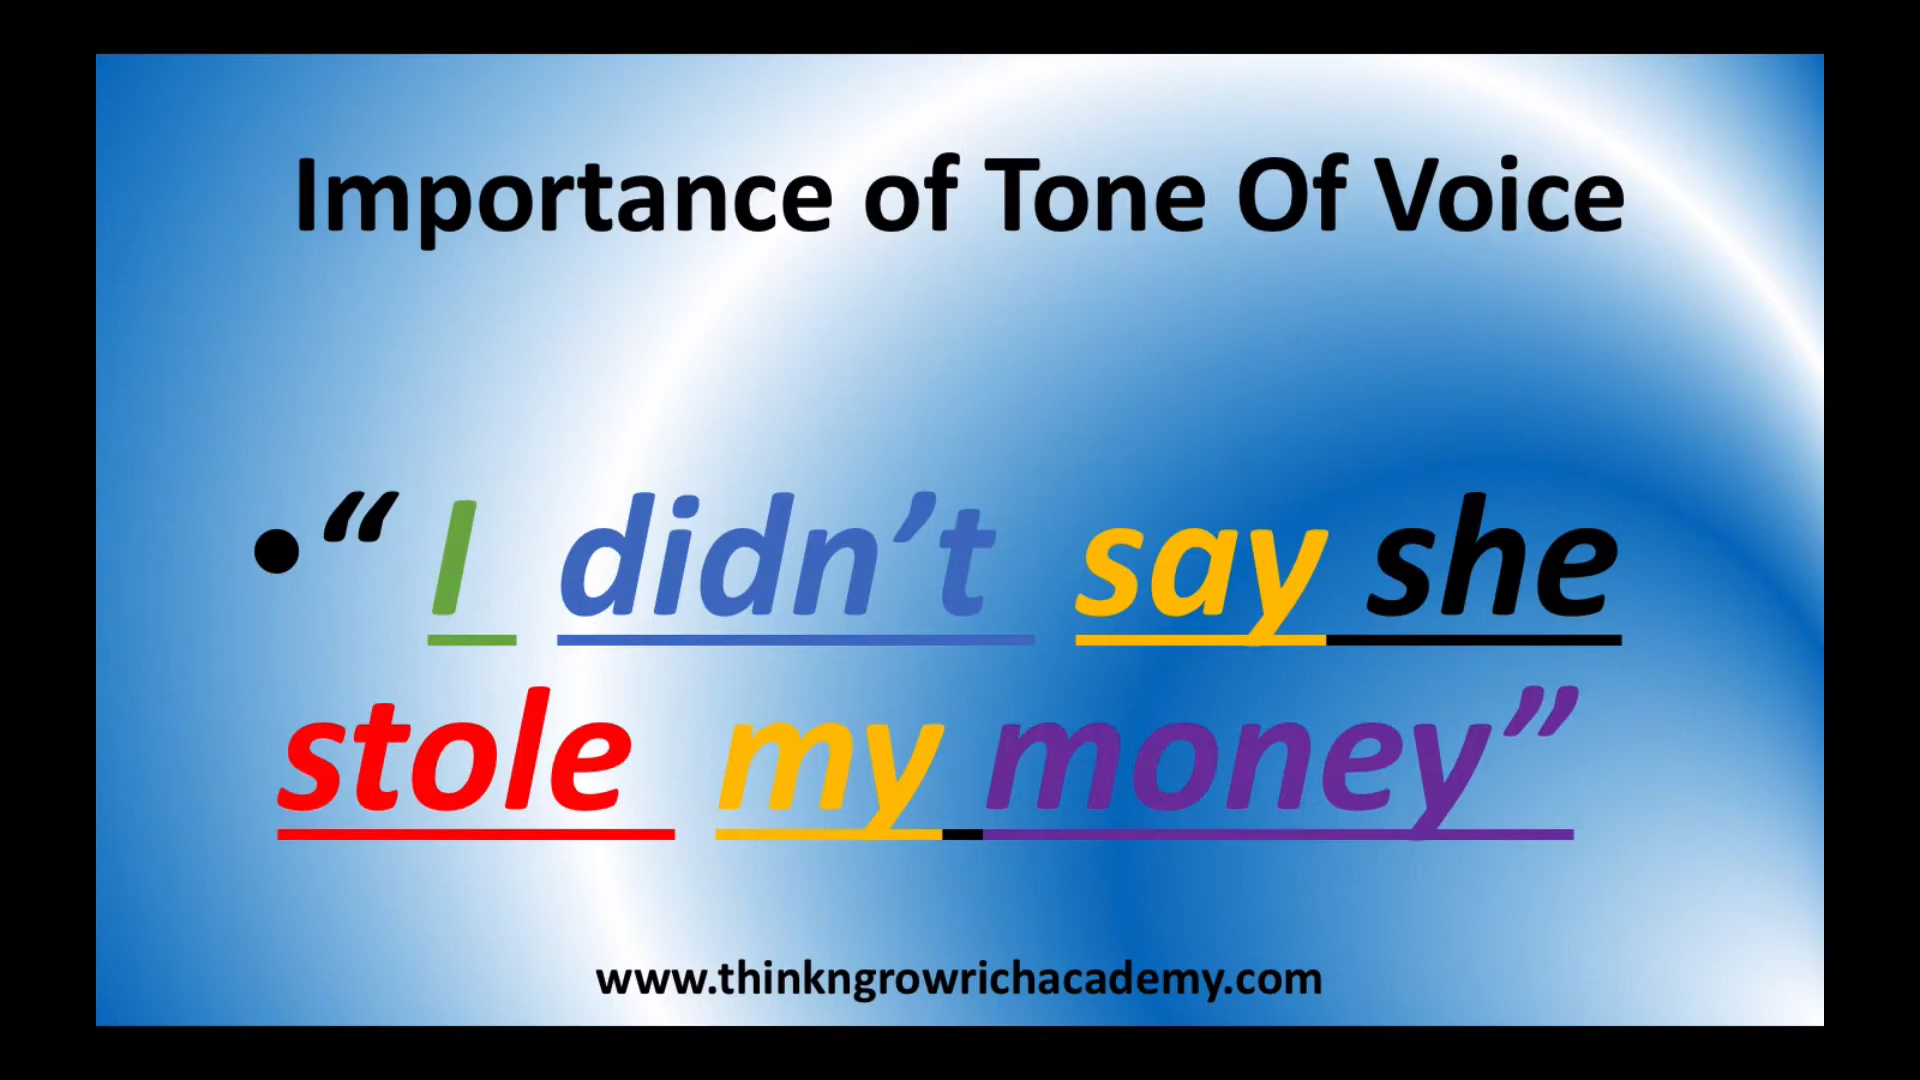 Importance of Tone Of Voice
•“ I didn’t say she
stole my money”
www.thinkngrowrichacademy.com